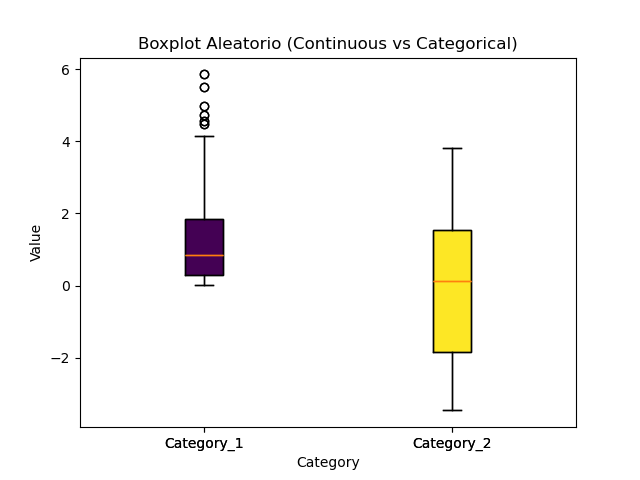 Boxplot Aleatorio (Continuous vs Categorical)
6
4
2
0
−2
Value
Category_1
Category_2
Category